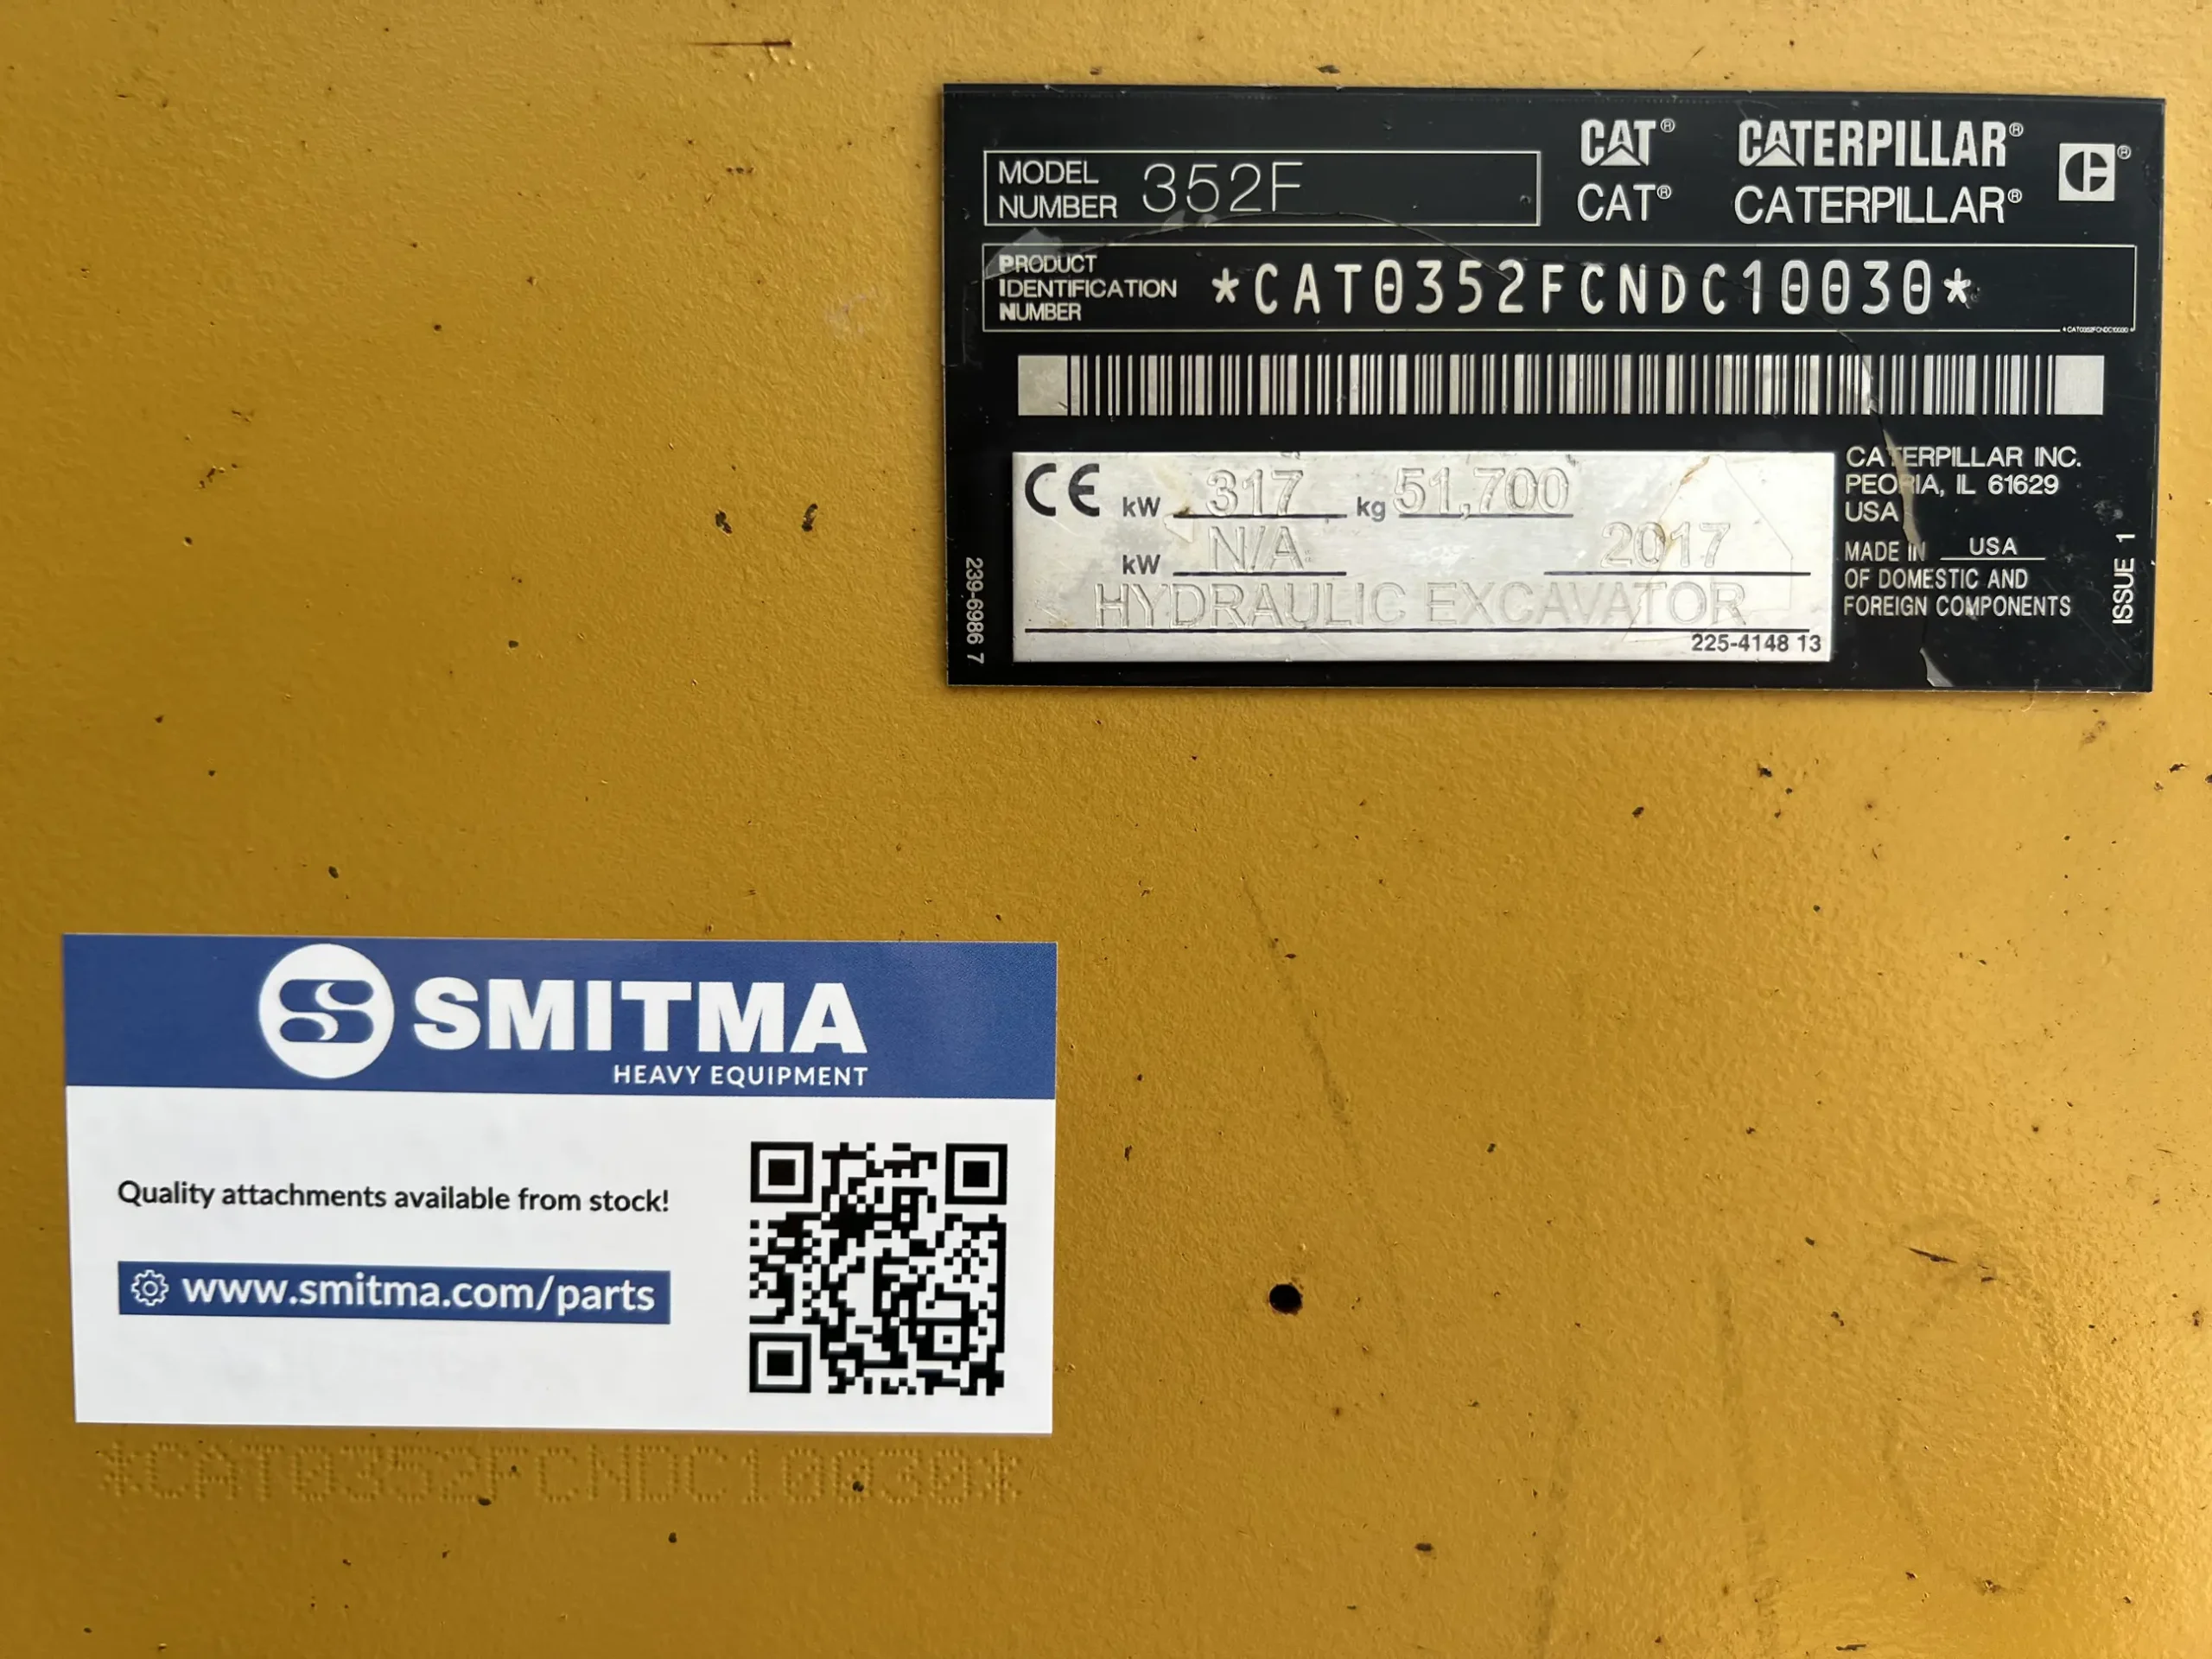 MODEL NUMBER 352F
CAT® CATERPILLAR®
CAT® CATERPILLAR®
PRODUCT IDENTIFICATION NUMBER *CAT0352FCNDC10030*
*CAT0352FCNDC10030*
CE kW 317 kg 51,700
kW N/A 2017
HYDRAULIC EXCAVATOR
225-4148 13
CATERPILLAR INC.
PEORIA, IL 61629
USA
MADE IN USA
OF DOMESTIC AND
FOREIGN COMPONENTS
ISSUE 1
239-6986 7
SMITMA
HEAVY EQUIPMENT
Quality attachments available from stock!
www.smitma.com/parts
*CAT0352FCNDC10030*